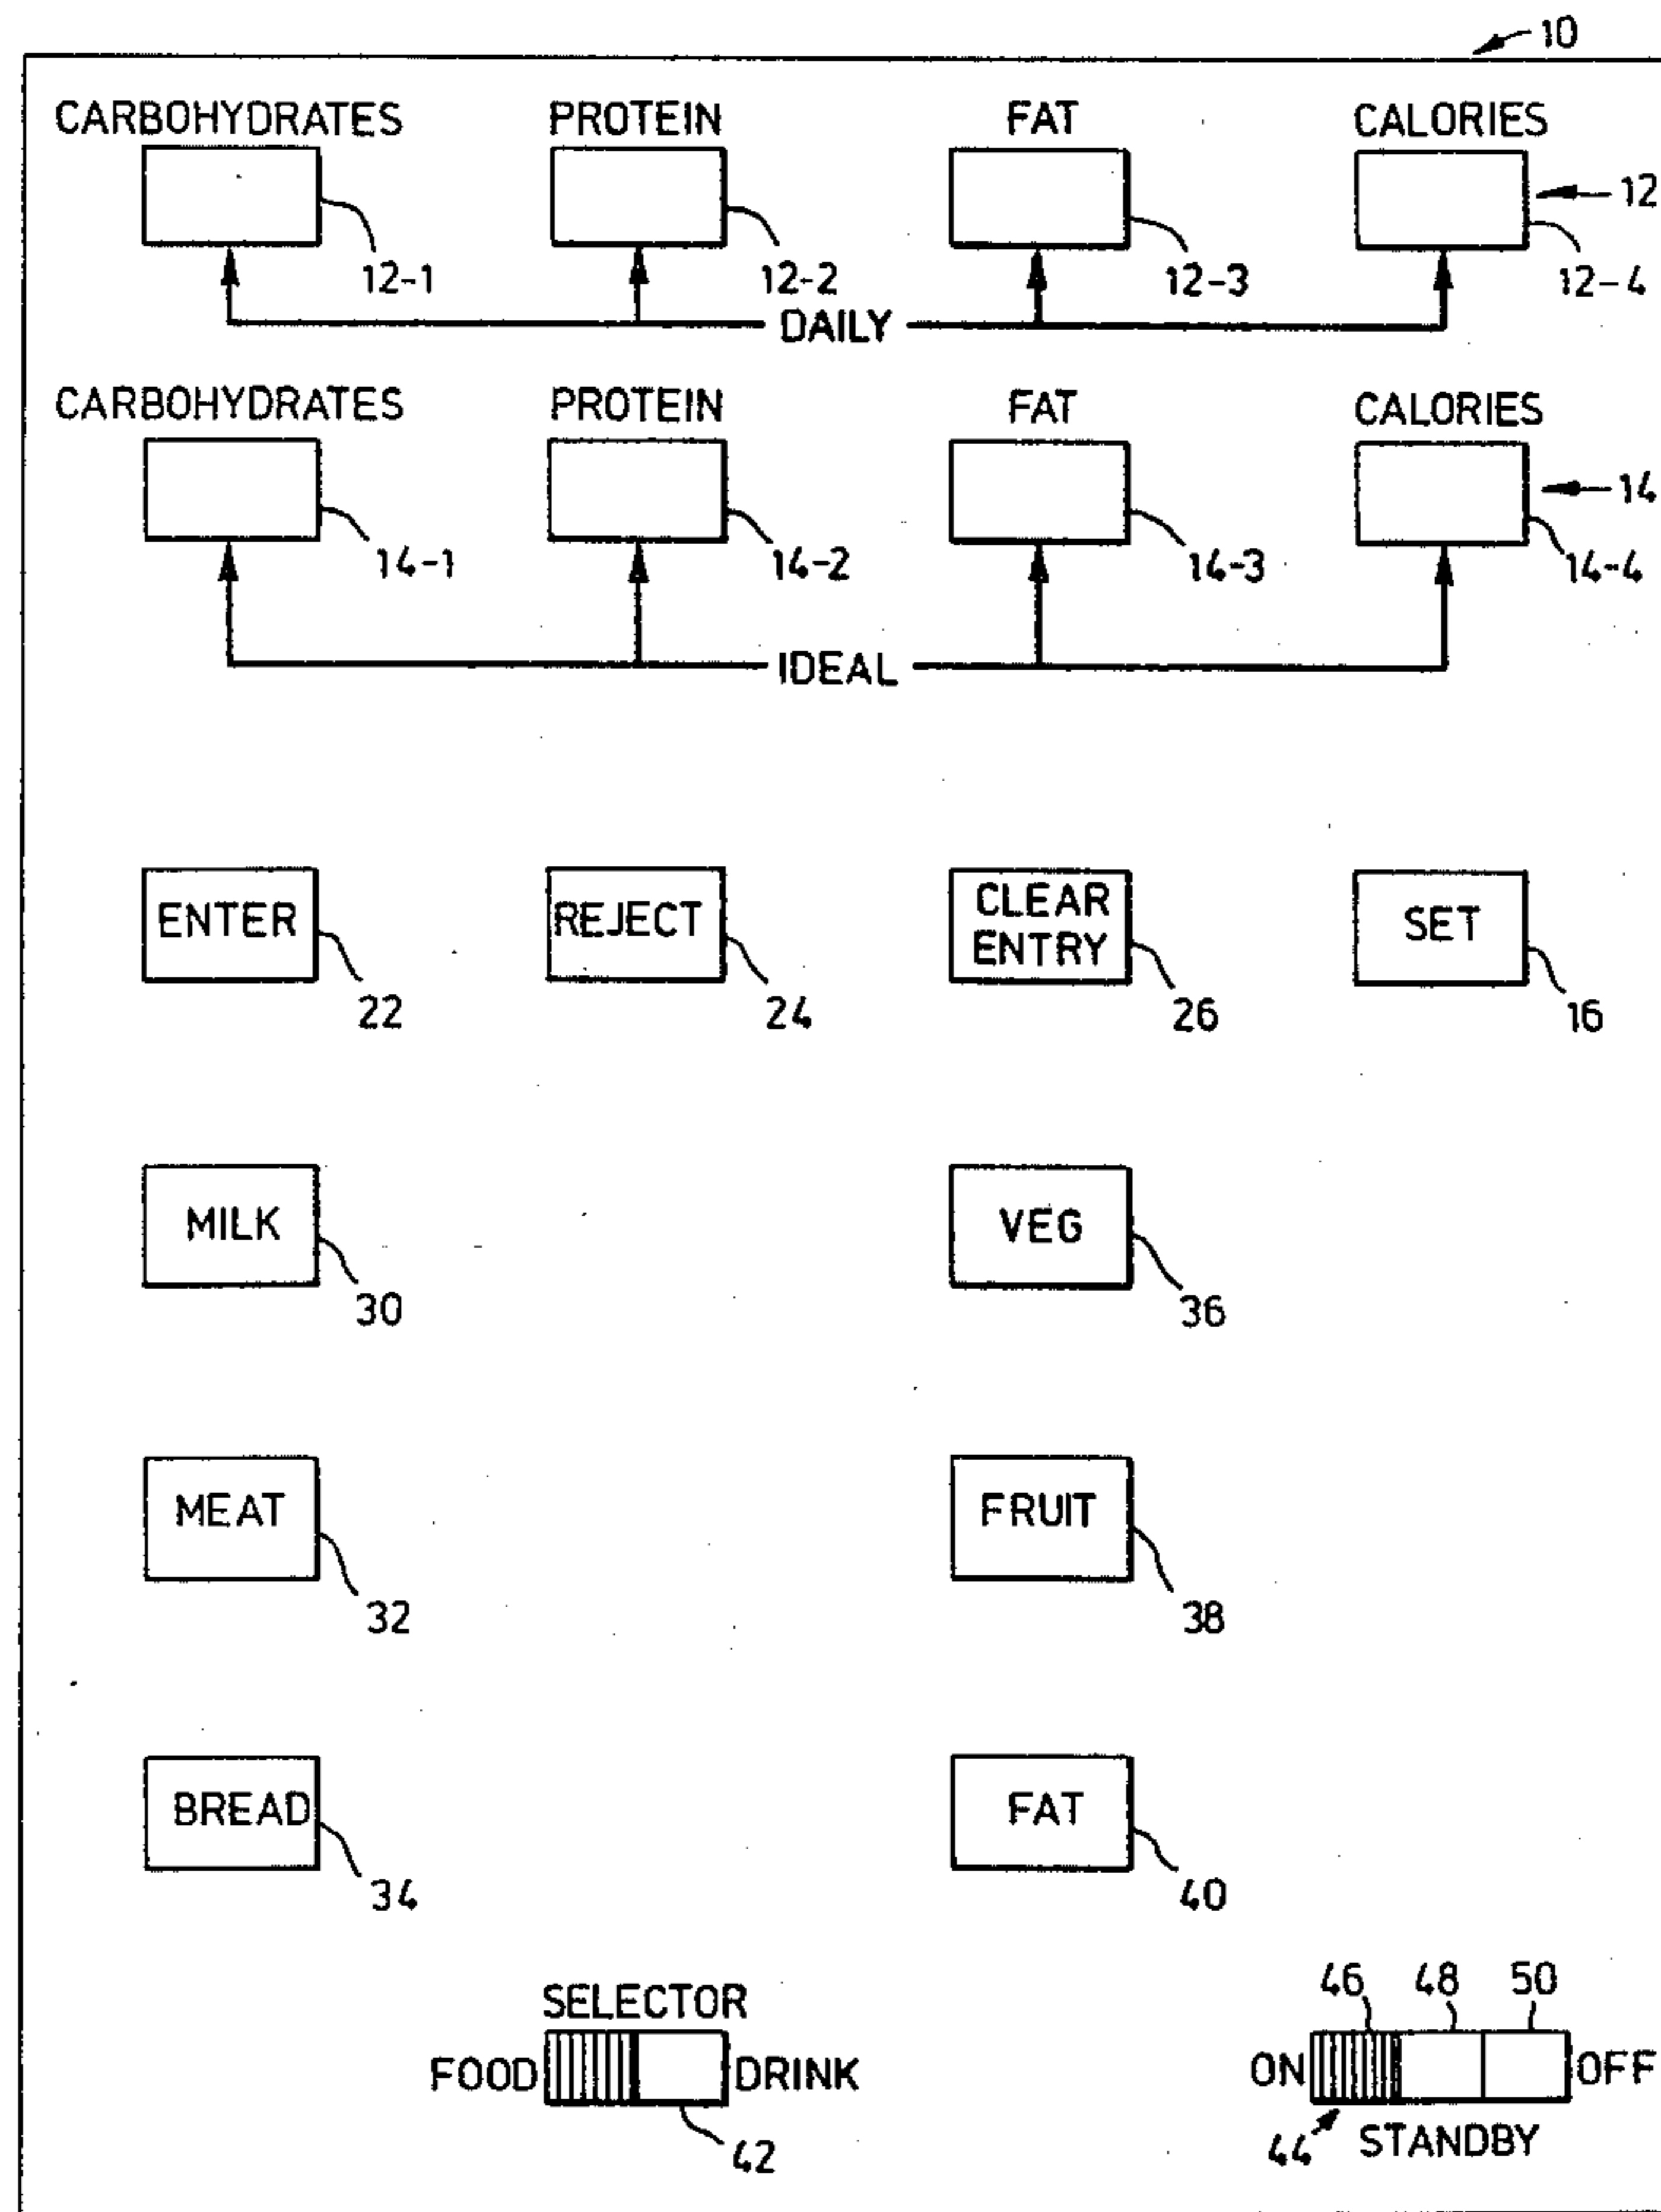 10
CARBOHYDRATES PROTEIN FAT CALORIES
12
12-1 12-2 12-3 12-4
DAILY
CARBOHYDRATES PROTEIN FAT CALORIES
14
14-1 14-2 14-3 14-4
IDEAL
ENTER REJECT CLEAR ENTRY SET
22 24 26 16
MILK VEG
30 36
MEAT FRUIT
32 38
BREAD FAT
34 40
SELECTOR 46 48 50
FOOD DRINK ON OFF
42 44 STANDBY